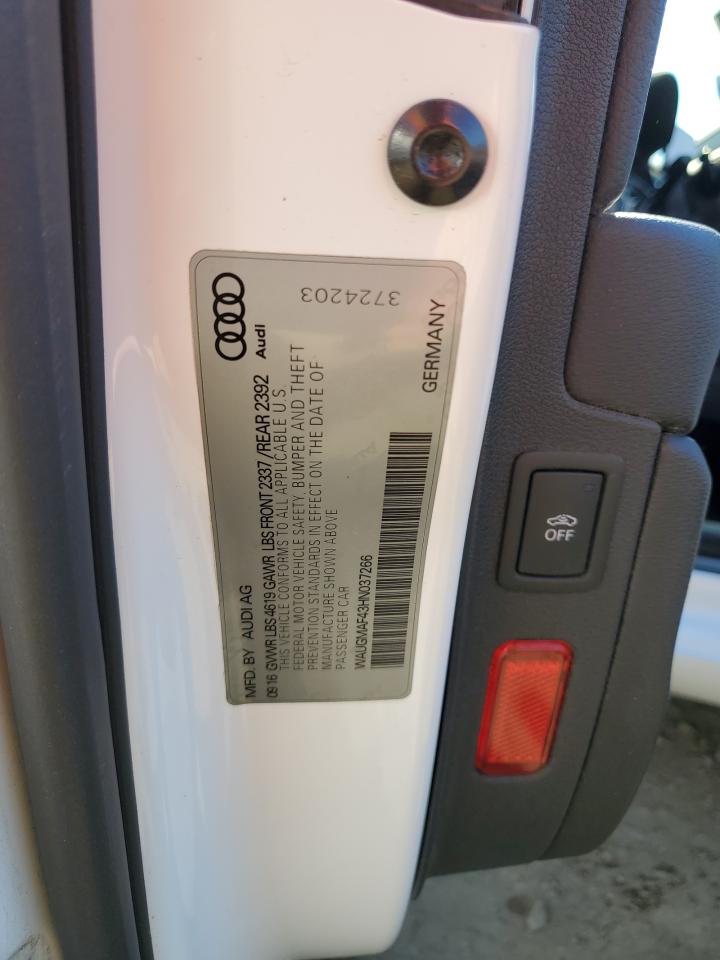 MFD. BY AUDI AG
Audi
0916 GVWR LBS 4619 GAWR LBS FRONT 2337 / REAR 2392
THIS VEHICLE CONFORMS TO ALL APPLICABLE U.S.
FEDERAL MOTOR VEHICLE SAFETY, BUMPER AND THEFT
PREVENTION STANDARDS IN EFFECT ON THE DATE OF
MANUFACTURE SHOWN ABOVE
PASSENGER CAR
WAUGMAF43HN037266
3724203
GERMANY
OFF